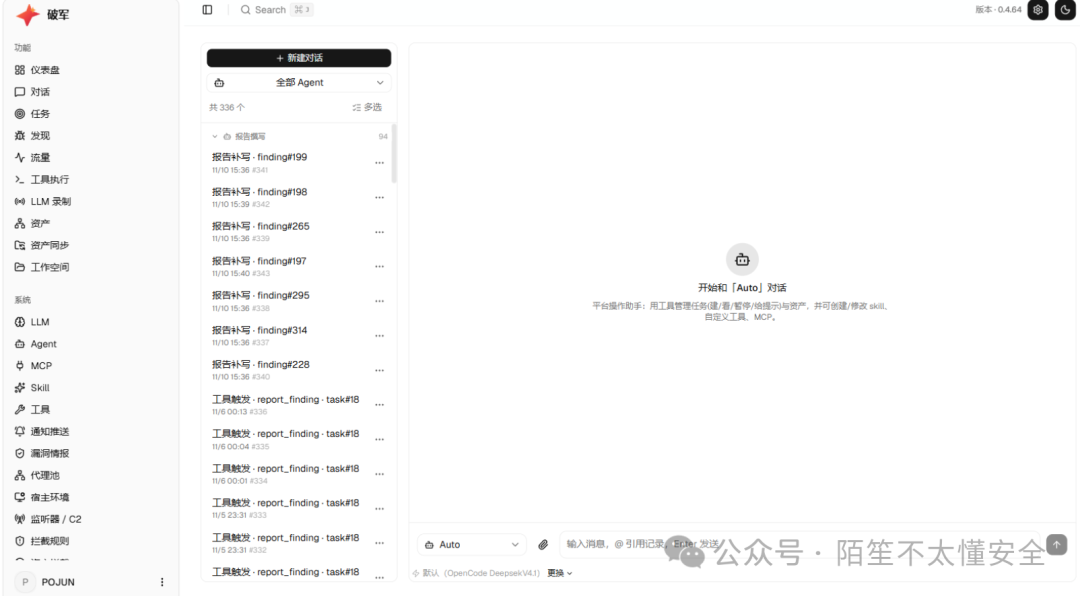 破军
Search ⌘ 3
版本 · 0.4.64
功能
仪表盘
对话
任务
发现
流量
工具执行
LLM 录制
资产
资产同步
工作空间
系统
LLM
Agent
MCP
Skill
工具
通知推送
漏洞情报
代理池
宿主环境
监听器 / C2
拦截规则
P POJUN
+ 新建对话
全部 Agent
共 336 个 多选
报告撰写 94
报告补写 · finding#199
11/10 15:36 #341
报告补写 · finding#198
11/10 15:39 #342
报告补写 · finding#265
11/10 15:36 #339
报告补写 · finding#197
11/10 15:40 #343
报告补写 · finding#295
11/10 15:36 #338
报告补写 · finding#314
11/10 15:36 #337
报告补写 · finding#228
11/10 15:36 #340
工具触发 · report_finding · task#18
11/6 00:13 #336
工具触发 · report_finding · task#18
11/6 00:04 #335
工具触发 · report_finding · task#18
11/6 00:01 #334
工具触发 · report_finding · task#18
11/5 23:31 #333
工具触发 · report_finding · task#18
11/5 23:31 #332
工具触发 · report_finding · task#18
开始和「Auto」对话
平台操作助手：用工具管理任务(建/看/暂停/给提示)与资产，并可创建/修改 skill、
自定义工具、MCP。
Auto
输入消息，@ 引用记录，Enter 发送
默认（OpenCode DeepsekV4.1） 更换
公众号 · 陌笙不太懂安全